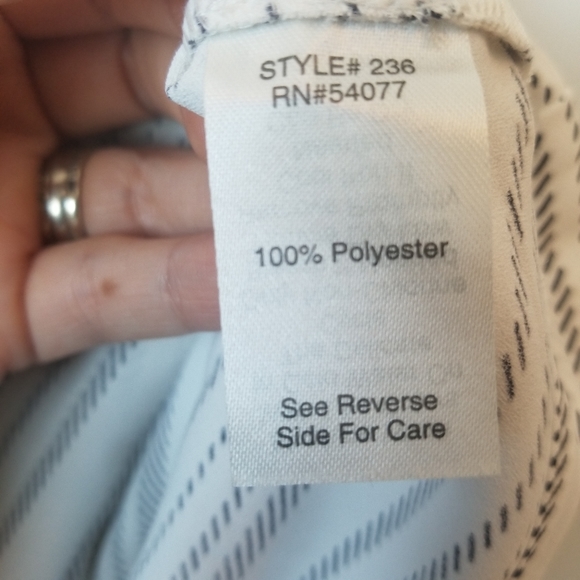 STYLE# 236
RN#54077
100% Polyester
See Reverse
Side For Care